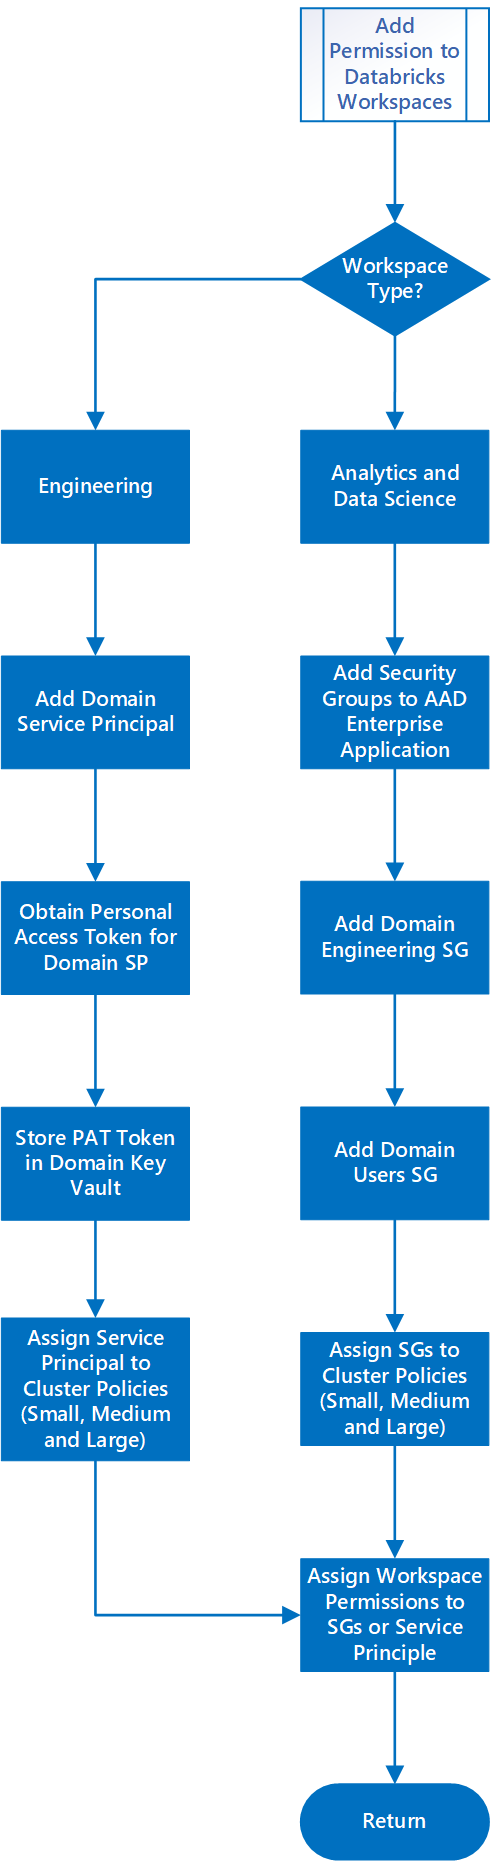 Add
Permission to
Databricks
Workspaces
Workspace
Type?
Engineering
Analytics and
Data Science
Add Domain
Service Principal
Add Security
Groups to AAD
Enterprise
Application
Obtain Personal
Access Token for
Domain SP
Add Domain
Engineering SG
Store PAT Token
in Domain Key
Vault
Add Domain
Users SG
Assign Service
Principal to
Cluster Policies
(Small, Medium
and Large)
Assign SGs to
Cluster Policies
(Small, Medium
and Large)
Assign Workspace
Permissions to
SGs or Service
Principle
Return